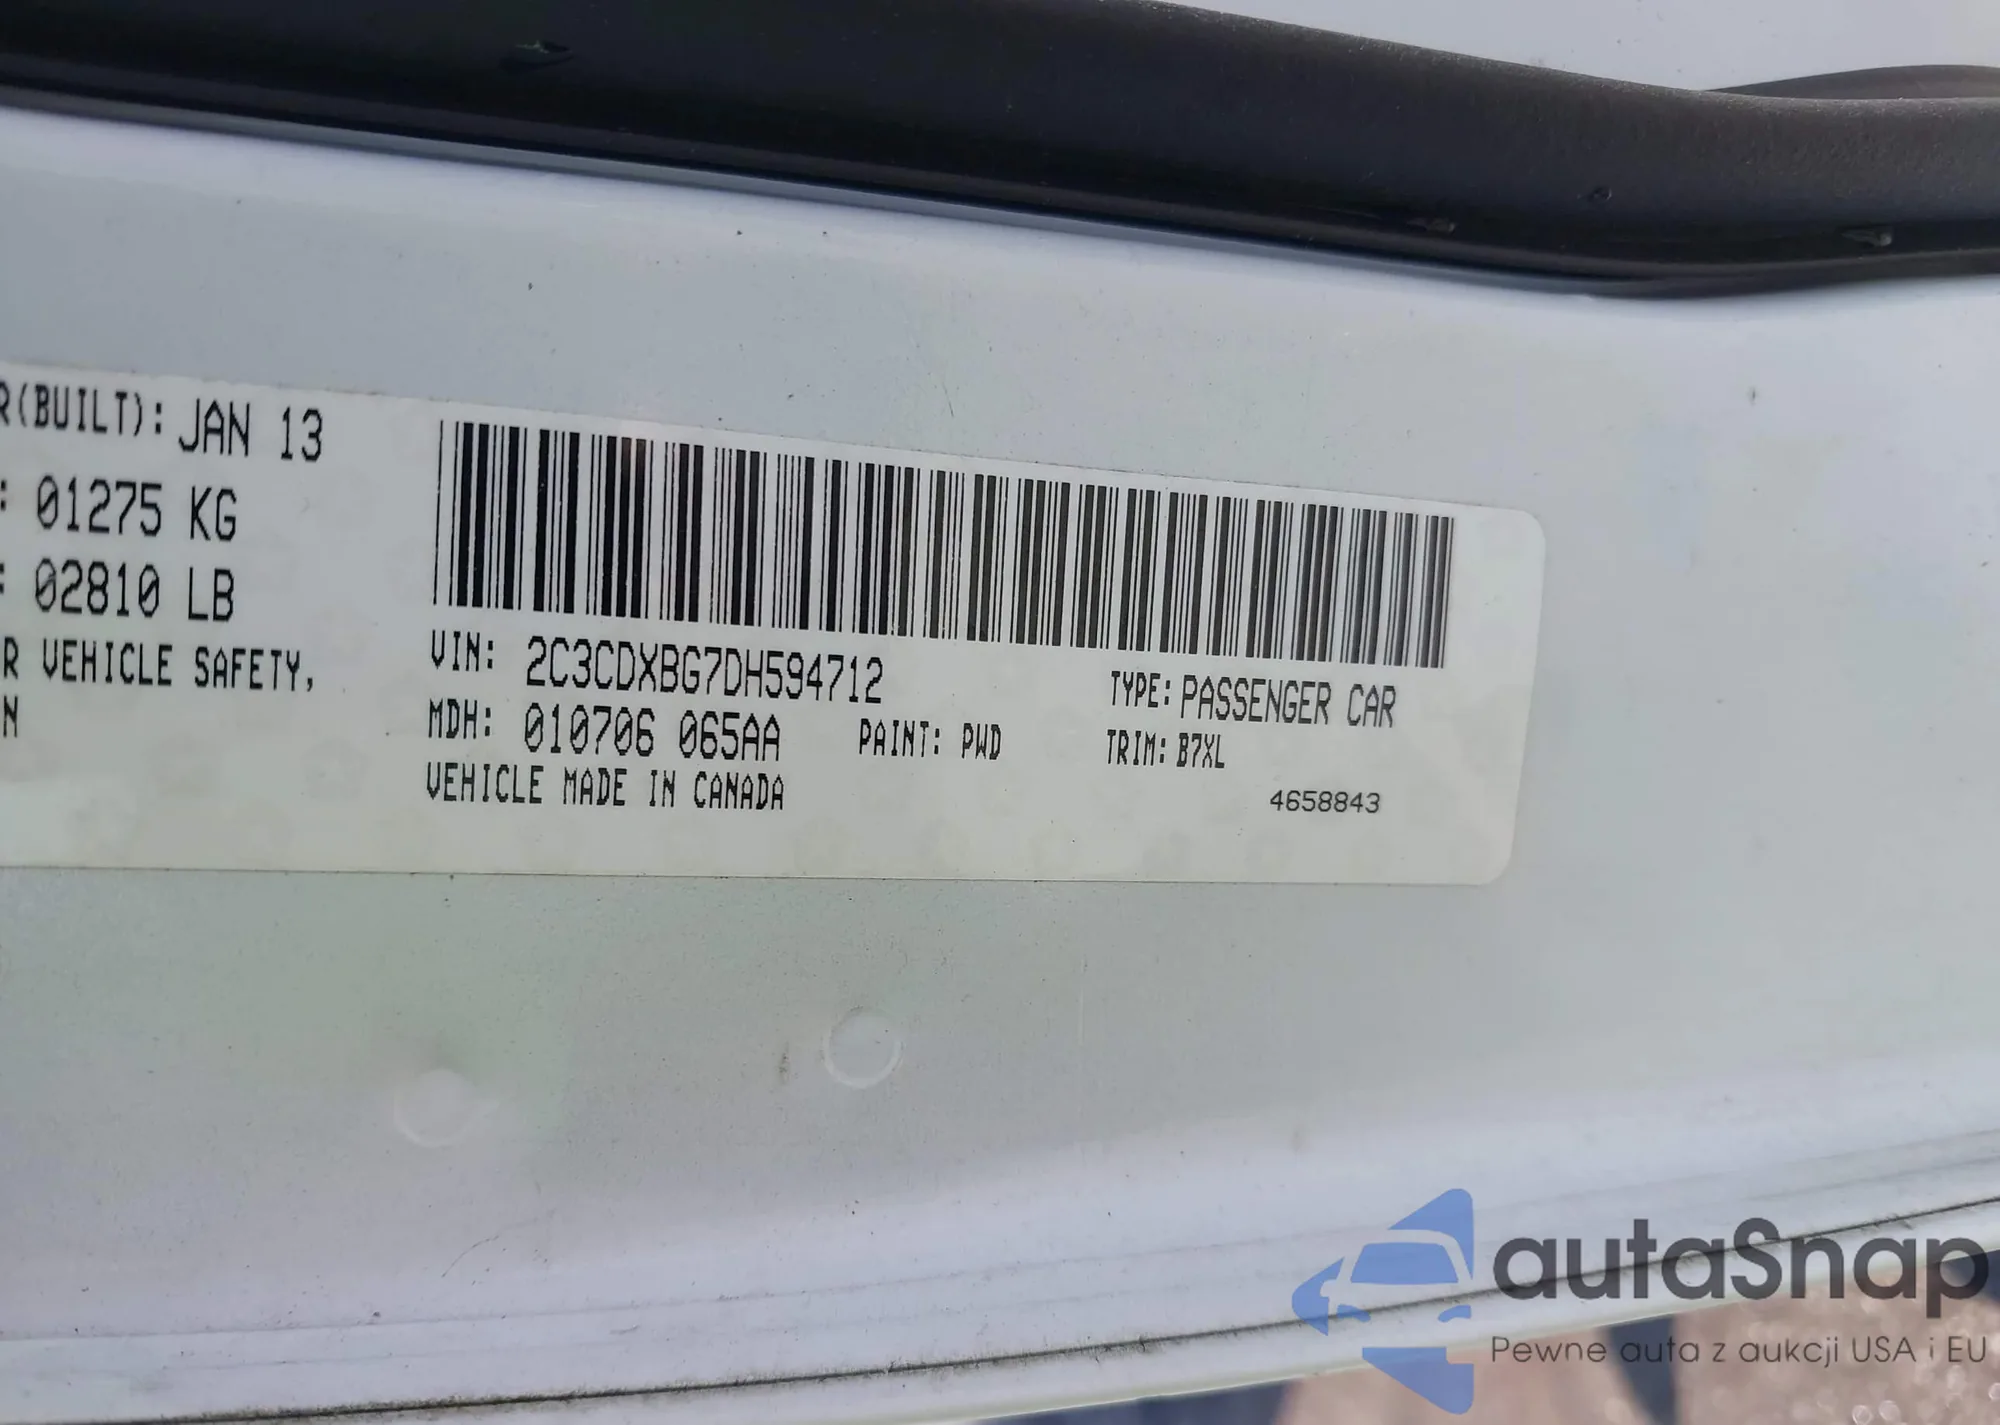 R(BUILT): JAN 13
: 01275 KG
: 02810 LB
R VEHICLE SAFETY,
N
VIN: 2C3CDXBG7DH594712
TYPE: PASSENGER CAR
MDH: 010706 065AA
PAINT: PWD
TRIM: B7XL
VEHICLE MADE IN CANADA
4658843
autaSnap
Pewne auta z aukcji USA i EU